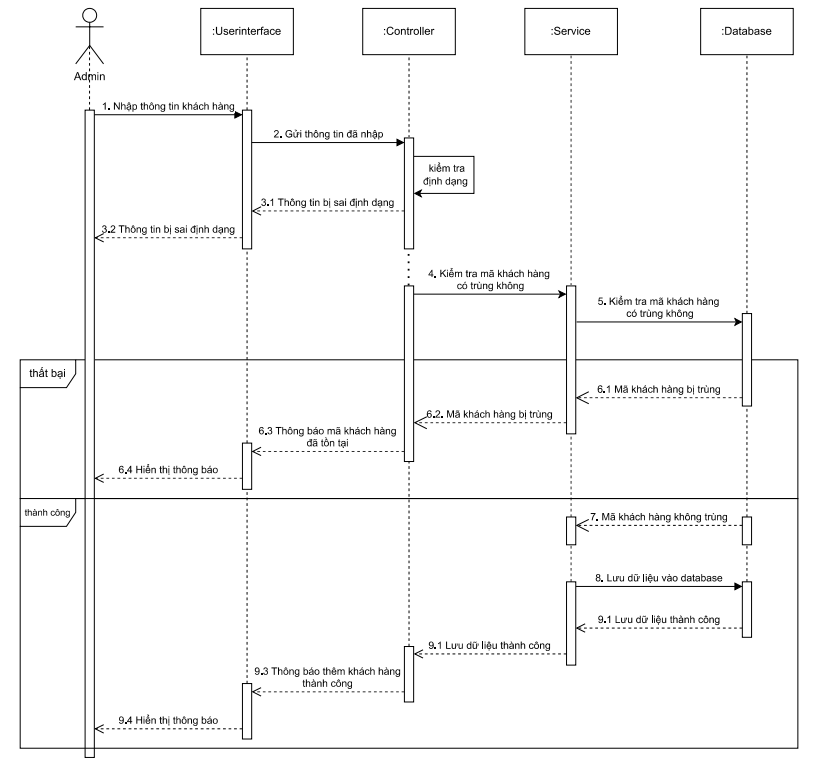 :Userinterface
:Controller
:Service
:Database
Admin
1. Nhập thông tin khách hàng
2. Gửi thông tin đã nhập
kiểm tra
định dạng
3.1 Thông tin bị sai định dạng
3.2 Thông tin bị sai định dạng
4. Kiểm tra mã khách hàng
có trùng không
5. Kiểm tra mã khách hàng
có trùng không
thất bại
6.1 Mã khách hàng bị trùng
6.2. Mã khách hàng bị trùng
6.3 Thông báo mã khách hàng
đã tồn tại
6.4 Hiển thị thông báo
thành công
7. Mã khách hàng không trùng
8. Lưu dữ liệu vào database
9.1 Lưu dữ liệu thành công
9.1 Lưu dữ liệu thành công
9.3 Thông báo thêm khách hàng
thành công
9.4 Hiển thị thông báo